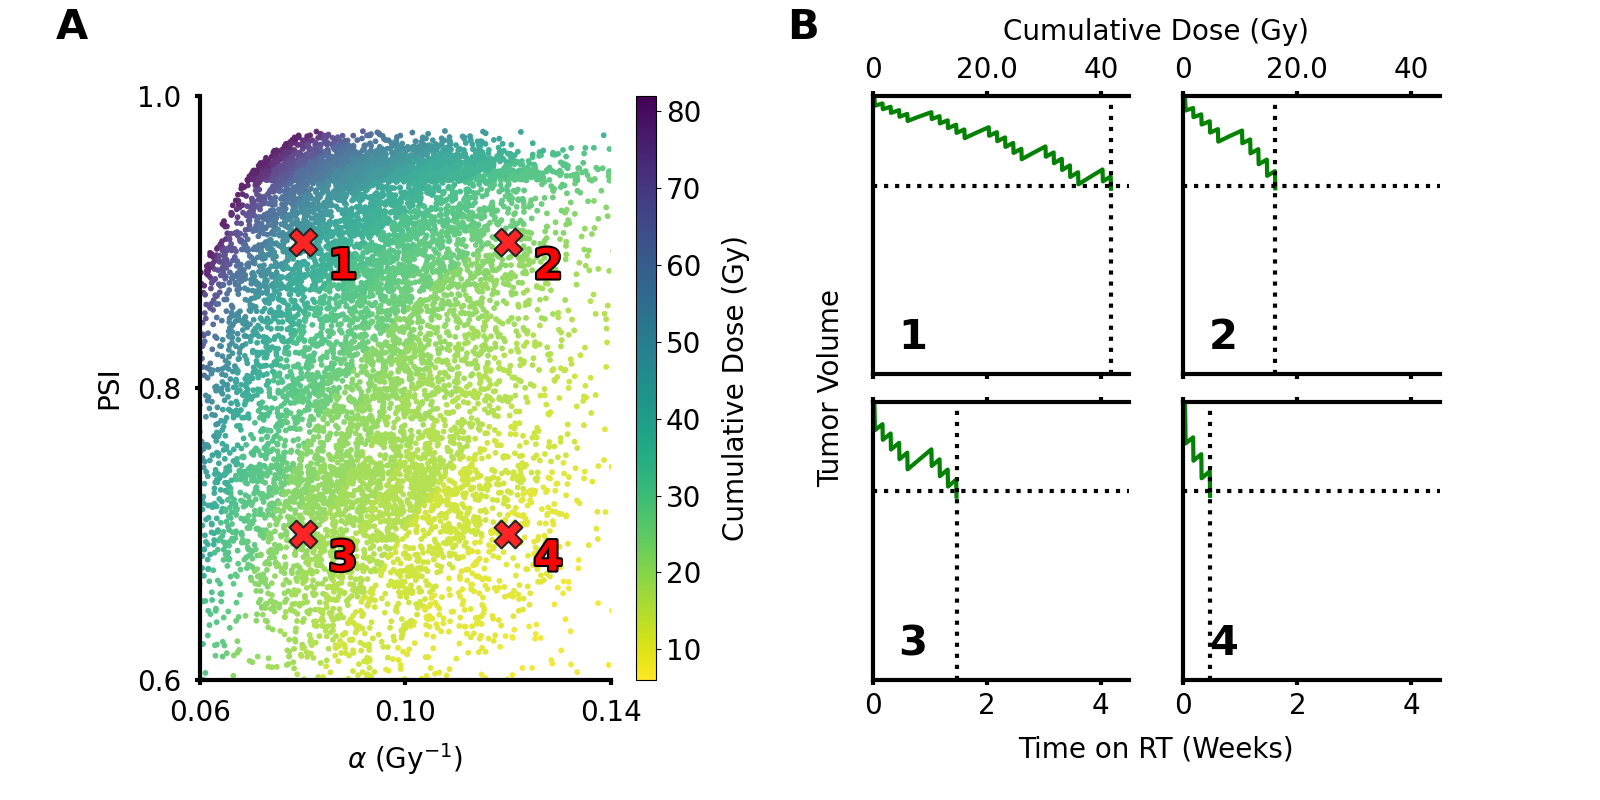 A
1.0
0.8
0.6
PSI
0.06
0.10
0.14
α (Gy⁻¹)
1
2
3
4
80
70
60
50
40
30
20
10
Cumulative Dose (Gy)
B
Cumulative Dose (Gy)
0 20.0 40 0 20.0 40
Tumor Volume
1
2
3
4
0 2 4 0 2 4
Time on RT (Weeks)